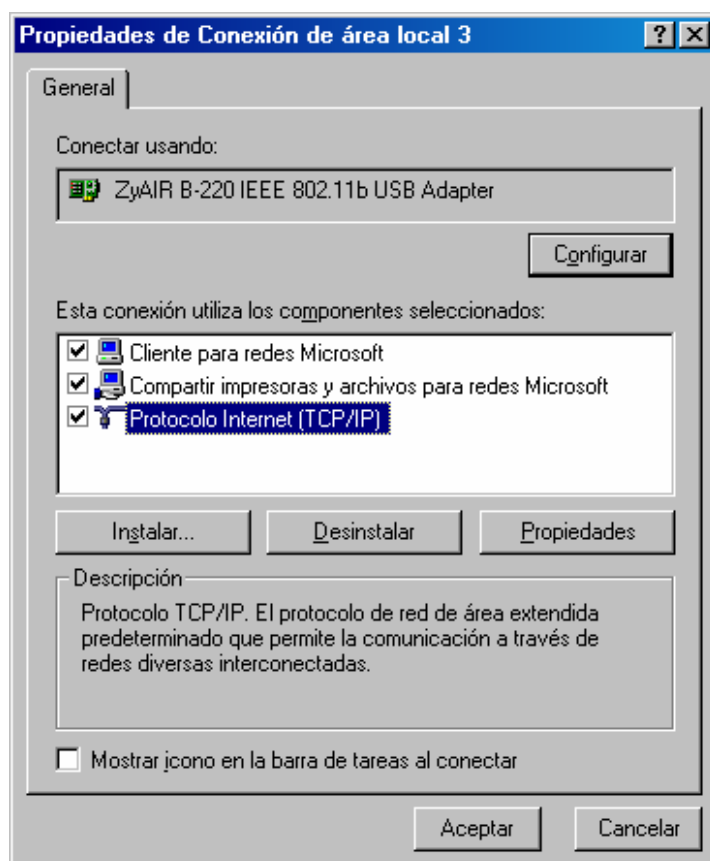 Propiedades de Conexión de área local 3
General
Conectar usando:
ZyAIR B-220 IEEE 802.11b USB Adapter
Configurar
Esta conexión utiliza los componentes seleccionados:
Cliente para redes Microsoft
Compartir impresoras y archivos para redes Microsoft
Protocolo Internet (TCP/IP)
Instalar... Desinstalar Propiedades
Descripción
Protocolo TCP/IP. El protocolo de red de área extendida
predeterminado que permite la comunicación a través de
redes diversas interconectadas.
Mostrar icono en la barra de tareas al conectar
Aceptar Cancelar